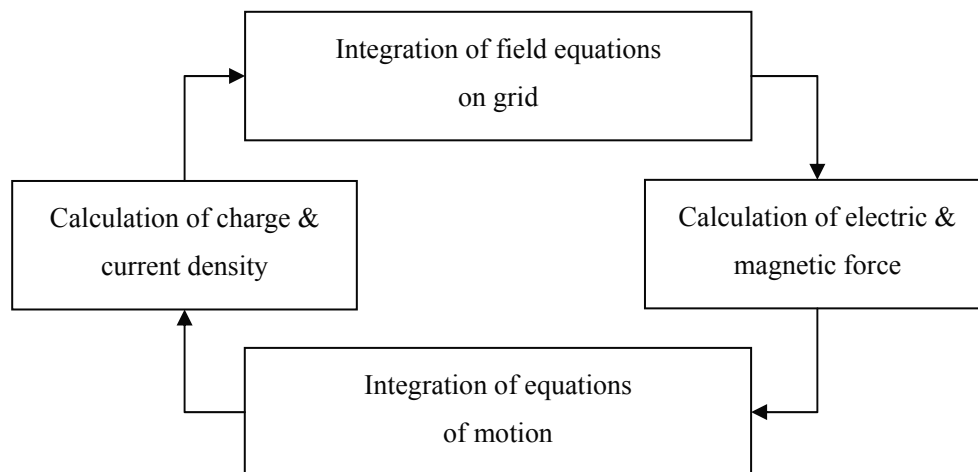 Integration of field equations
on grid
Calculation of charge &
current density
Calculation of electric &
magnetic force
Integration of equations
of motion